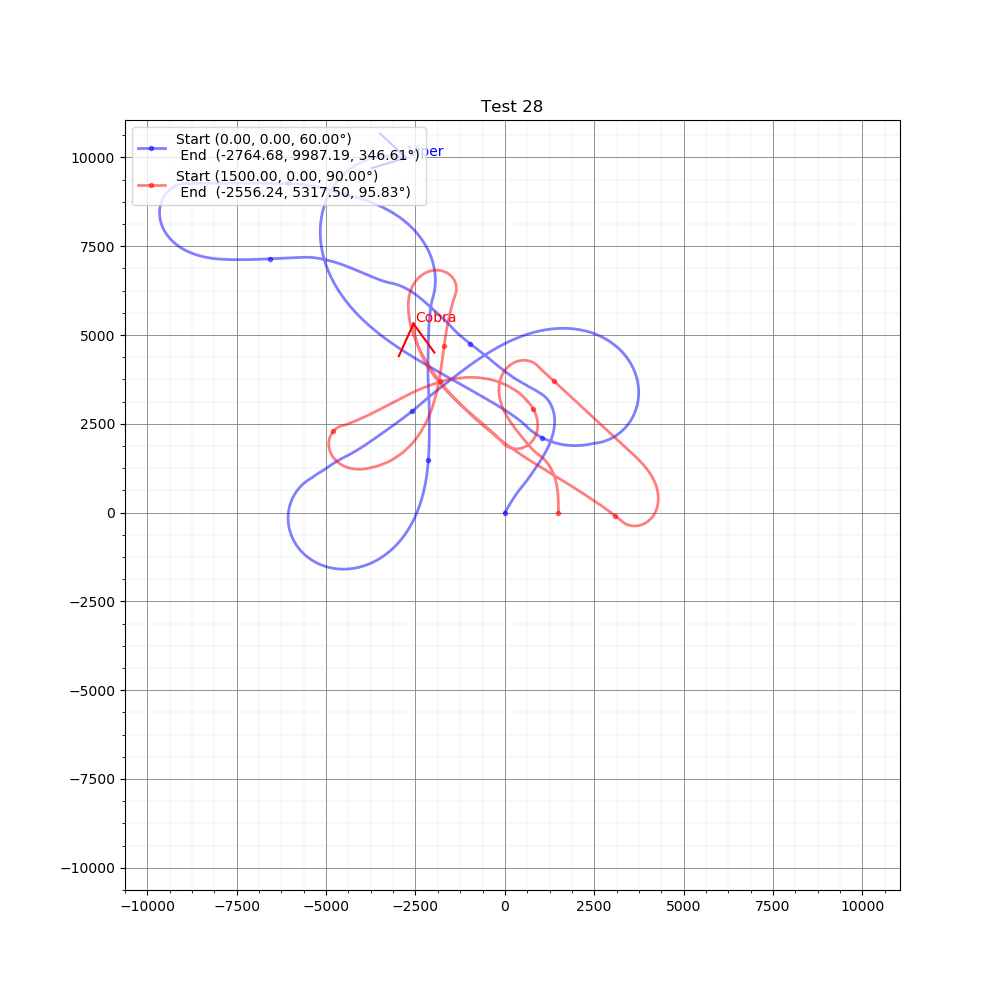 Test 28
Start (0.00, 0.00, 60.00°)
End (-2764.68, 9987.19, 346.61°)
Start (1500.00, 0.00, 90.00°)
End (-2556.24, 5317.50, 95.83°)
Cobra
10000
7500
5000
2500
0
−2500
−5000
−7500
−10000
−10000 −7500 −5000 −2500 0 2500 5000 7500 10000